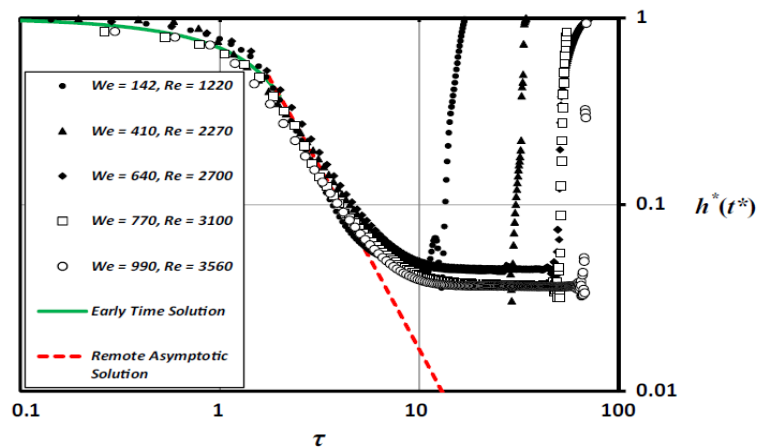 1
We = 142, Re = 1220
We = 410, Re = 2270
We = 640, Re = 2700
We = 770, Re = 3100
We = 990, Re = 3560
Early Time Solution
Remote Asymptotic
Solution
0.1
h*(t*)
0.01
0.1 1 10 100
τ